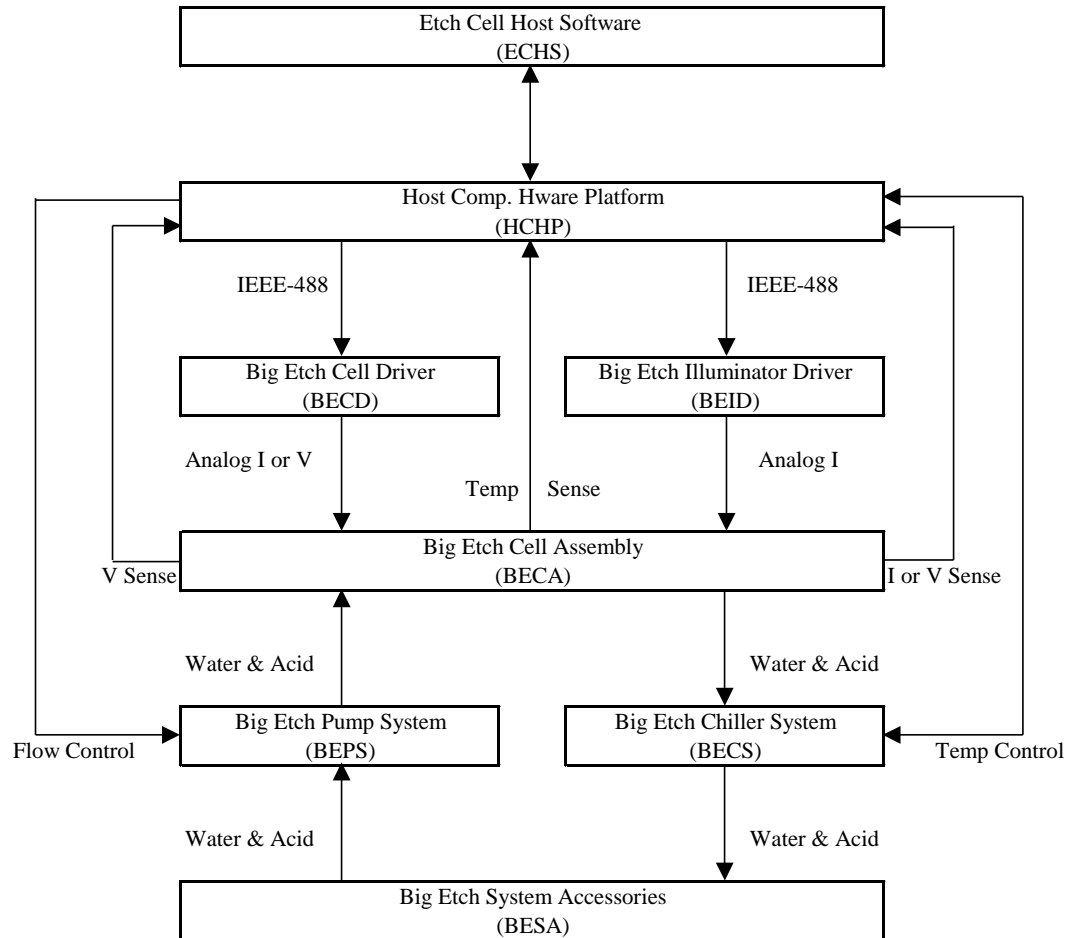 Etch Cell Host Software
(ECHS)
Host Comp. Hware Platform
(HCHP)
IEEE-488
IEEE-488
Big Etch Cell Driver
(BECD)
Big Etch Illuminator Driver
(BEID)
Analog I or V
Analog I
Temp Sense
Big Etch Cell Assembly
(BECA)
V Sense
I or V Sense
Water & Acid
Water & Acid
Big Etch Pump System
(BEPS)
Big Etch Chiller System
(BECS)
Flow Control
Temp Control
Water & Acid
Water & Acid
Big Etch System Accessories
(BESA)